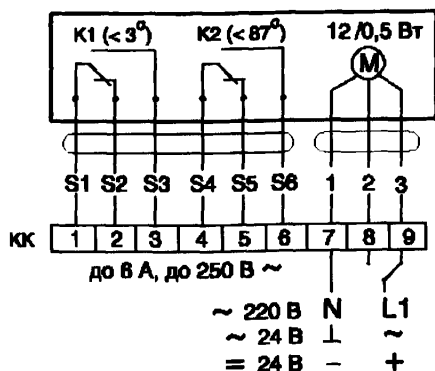 K1 (< 3°) K2 (< 87°) 12/0,5 Вт
M
S1 S2 S3 S4 S5 S6 1 2 3
КК 1 2 3 4 5 6 7 8 9
до 6 А, до 250 В ~
~ 220 В N L1
~ 24 В ⊥ ~
= 24 В − +